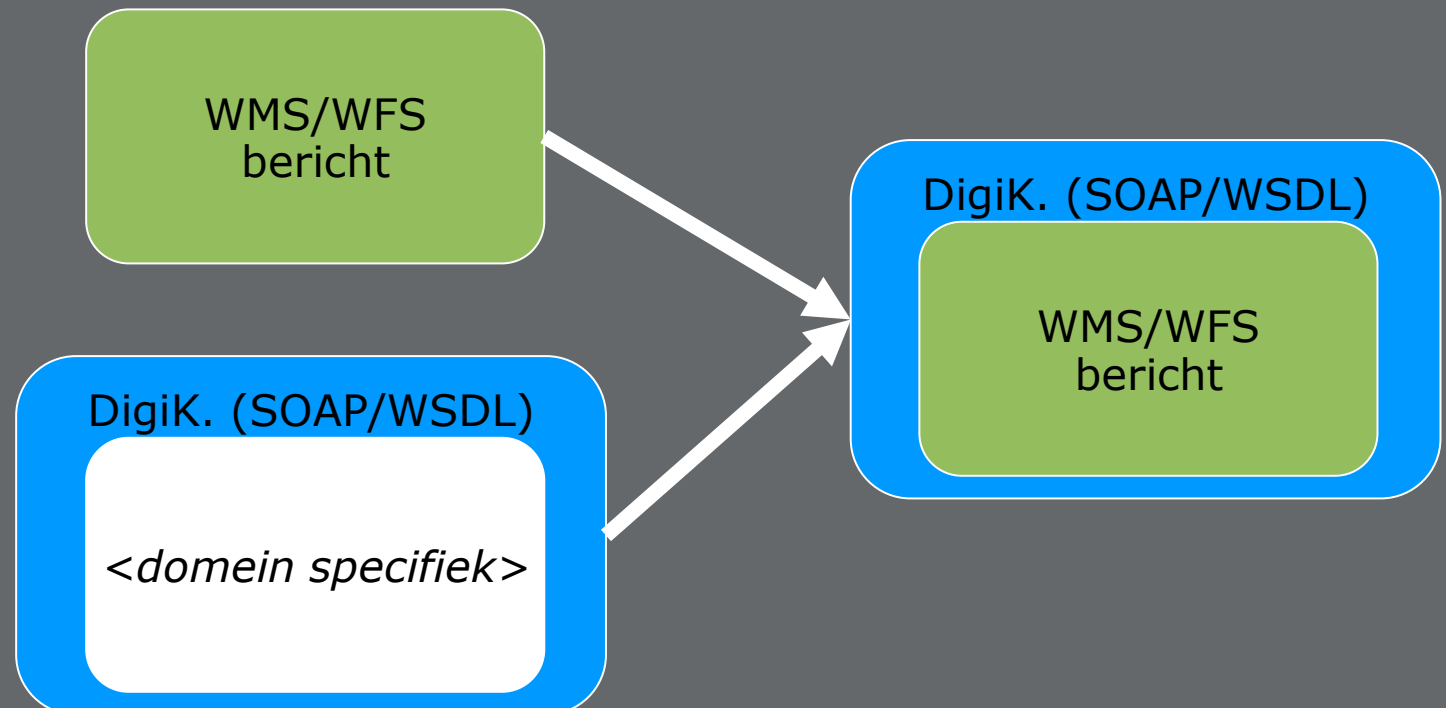 WMS/WFS
bericht
DigiK. (SOAP/WSDL)
<domein specifiek>
DigiK. (SOAP/WSDL)
WMS/WFS
bericht